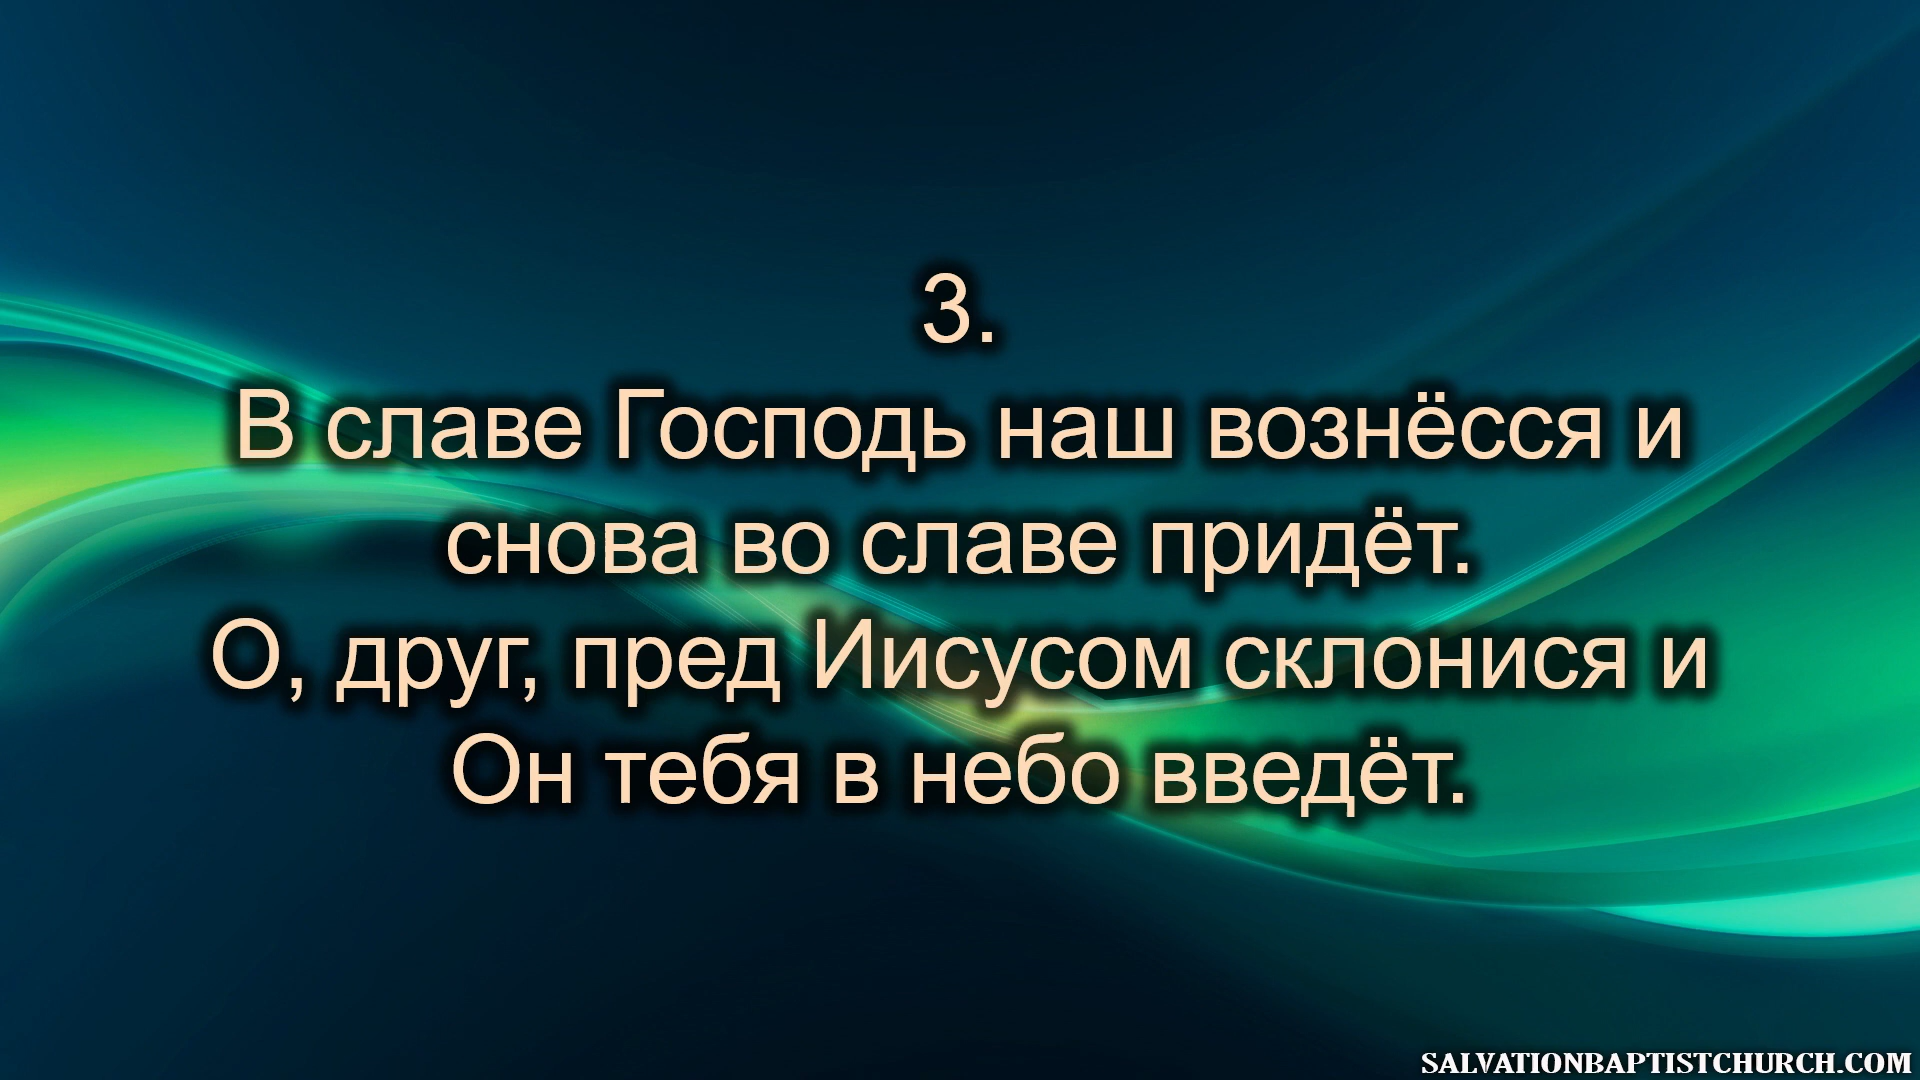 3.
В славе Господь наш вознёсся и
снова во славе придёт.
О, друг, пред Иисусом склонися и
Он тебя в небо введёт.
SALVATIONBAPTISTCHURCH.COM